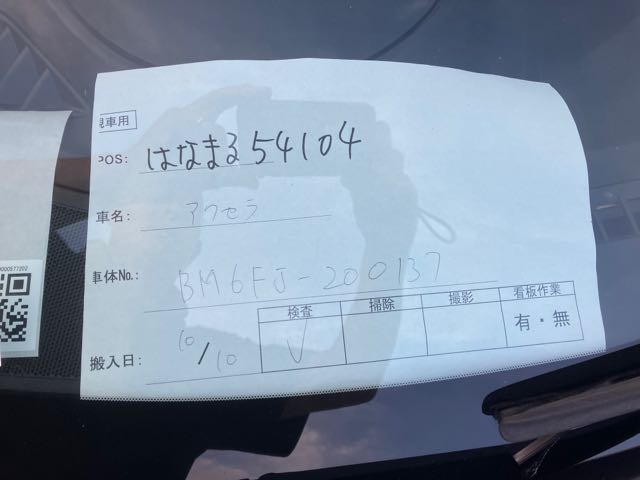 現車用
POS: はなまる54104
車名: アクセラ
車体No.: BM6FJ-200137
検査 掃除 撮影 看板作業
搬入日: 10/10 ✓ 有・無
0000577202